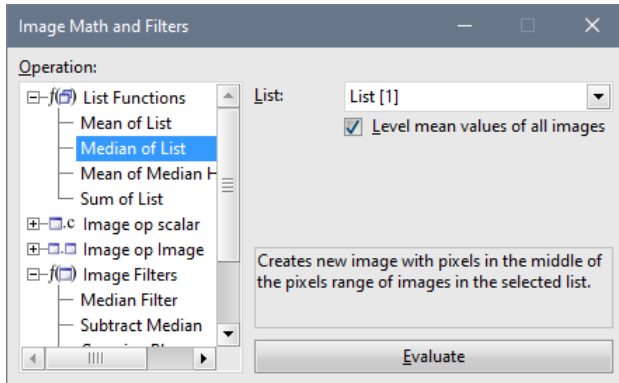 Image Math and Filters
Operation:
f() List Functions
Mean of List
Median of List
Mean of Median H
Sum of List
.c Image op scalar
Image op Image
f() Image Filters
Median Filter
Subtract Median
List:
List [1]
Level mean values of all images
Creates new image with pixels in the middle of
the pixels range of images in the selected list.
Evaluate